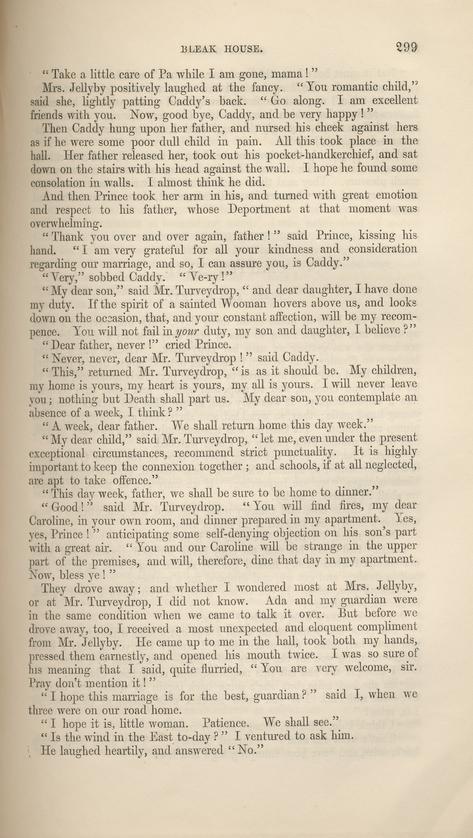 BLEAK HOUSE. 299
“ Take a little care of Pa while I am gone, mama ! ”
Mrs. Jellyby positively laughed at the fancy. “ You romantic child,”
said she, lightly patting Caddy’s back. “ Go along. I am excellent
friends with you. Now, good bye, Caddy, and be very happy ! ”
Then Caddy hung upon her father, and nursed his cheek against hers
as if he were some poor dull child in pain. All this took place in the
hall. Her father released her, took out his pocket-handkerchief, and sat
down on the stairs with his head against the wall. I hope he found some
consolation in walls. I almost think he did.
And then Prince took her arm in his, and turned with great emotion
and respect to his father, whose Deportment at that moment was
overwhelming.
“ Thank you over and over again, father ! ” said Prince, kissing his
hand. “ I am very grateful for all your kindness and consideration
regarding our marriage, and so, I can assure you, is Caddy.”
“ Very,” sobbed Caddy. “ Ve-ry ! ”
“ My dear son,” said Mr. Turveydrop, “ and dear daughter, I have done
my duty. If the spirit of a sainted Wooman hovers above us, and looks
down on the occasion, that, and your constant affection, will be my recom-
pence. You will not fail in your duty, my son and daughter, I believe ? ”
“ Dear father, never ! ” cried Prince.
“ Never, never, dear Mr. Turveydrop ! ” said Caddy.
“ This,” returned Mr. Turveydrop, “ is as it should be. My children,
my home is yours, my heart is yours, my all is yours. I will never leave
you ; nothing but Death shall part us. My dear son, you contemplate an
absence of a week, I think ? ”
“ A week, dear father. We shall return home this day week.”
“ My dear child,” said Mr. Turveydrop, “ let me, even under the present
exceptional circumstances, recommend strict punctuality. It is highly
important to keep the connexion together ; and schools, if at all neglected,
are apt to take offence.”
“ This day week, father, we shall be sure to be home to dinner.”
“ Good ! ” said Mr. Turveydrop. “ You will find fires, my dear
Caroline, in your own room, and dinner prepared in my apartment. Yes,
yes, Prince ! ” anticipating some self-denying objection on his son’s part
with a great air. “ You and our Caroline will be strange in the upper
part of the premises, and will, therefore, dine that day in my apartment.
Now, bless ye ! ”
They drove away ; and whether I wondered most at Mrs. Jellyby,
or at Mr. Turveydrop, I did not know. Ada and my guardian were
in the same condition when we came to talk it over. But before we
drove away, too, I received a most unexpected and eloquent compliment
from Mr. Jellyby. He came up to me in the hall, took both my hands,
pressed them earnestly, and opened his mouth twice. I was so sure of
his meaning that I said, quite flurried, “ You are very welcome, sir.
Pray don’t mention it ! ”
“ I hope this marriage is for the best, guardian ? ” said I, when we
three were on our road home.
“ I hope it is, little woman. Patience. We shall see.”
“ Is the wind in the East to-day ? ” I ventured to ask him.
He laughed heartily, and answered “ No.”